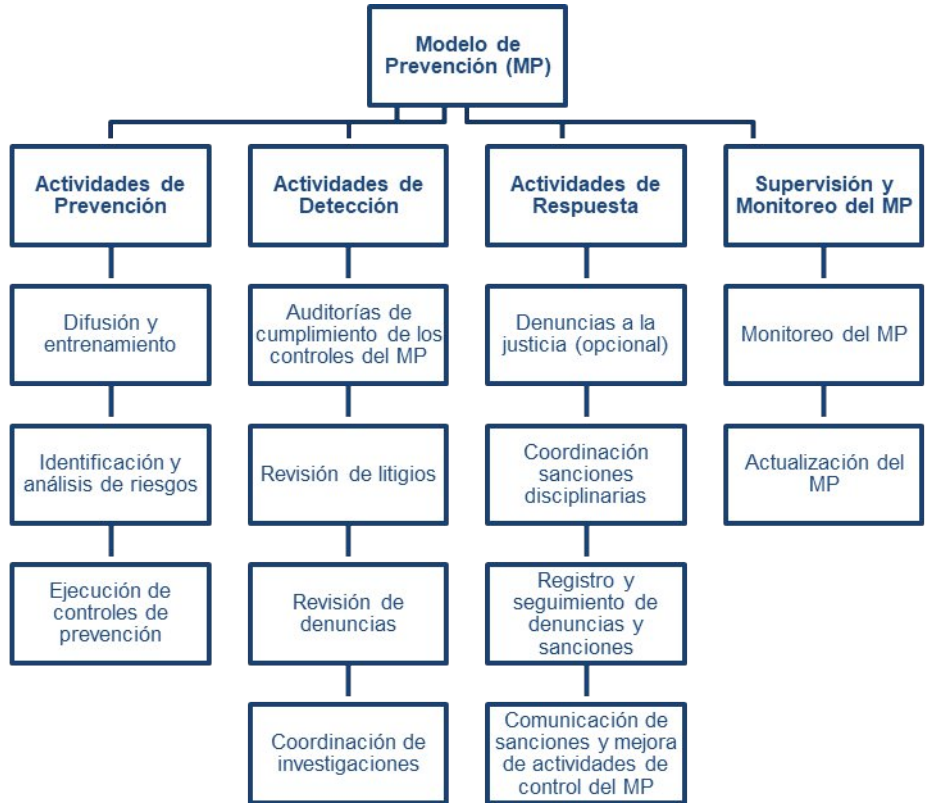 Modelo de
Prevención (MP)
Actividades de
Prevención
Difusión y
entrenamiento
Identificación y
análisis de riesgos
Ejecución de
controles de
prevención
Actividades de
Detección
Auditorías de
cumplimiento de los
controles del MP
Revisión de litigios
Revisión de
denuncias
Coordinación de
investigaciones
Actividades de
Respuesta
Denuncias a la
justicia (opcional)
Coordinación
sanciones
disciplinarias
Registro y
seguimiento de
denuncias y
sanciones
Comunicación de
sanciones y mejora
de actividades de
control del MP
Supervisión y
Monitoreo del MP
Monitoreo del MP
Actualización del
MP